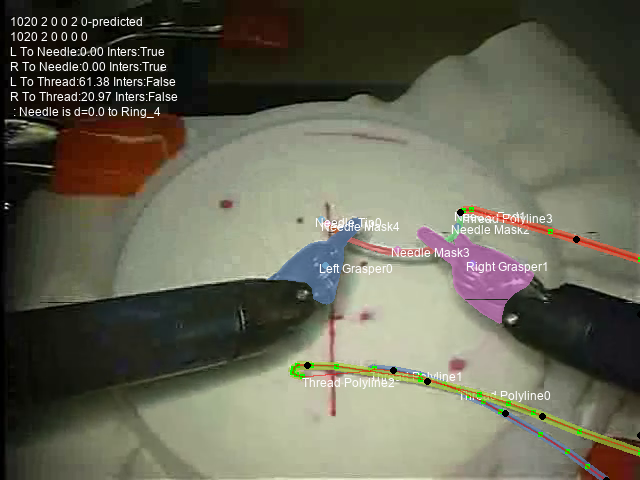 1020 2 0 0 2 0-predicted
1020 2 0 0 0 0
L To Needle:0.00 Inters:True
R To Needle:0.00 Inters:True
L To Thread:61.38 Inters:False
R To Thread:20.97 Inters:False
: Needle is d=0.0 to Ring_4
Thread Polyline3
Needle Tip0
Needle Mask4
Needle Mask2
Needle Mask3
Left Grasper0
Right Grasper1
Polyline1
Thread Polyline2
Thread Polyline0